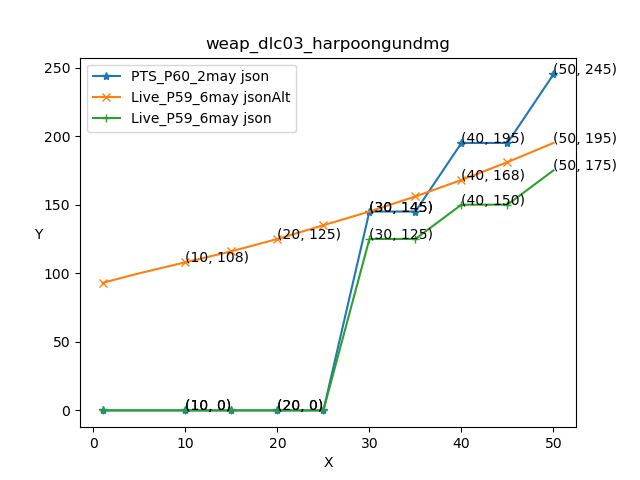 weap_dlc03_harpoongundmg
PTS_P60_2may json
Live_P59_6may jsonAlt
Live_P59_6may json
250
200
150
100
50
0
Y
(50, 245)
(40, 195)
(50, 195)
(50, 175)
(40, 168)
(30, 145)
(40, 150)
(20, 125)
(30, 125)
(10, 108)
(10, 0)
(20, 0)
0 10 20 30 40 50
X